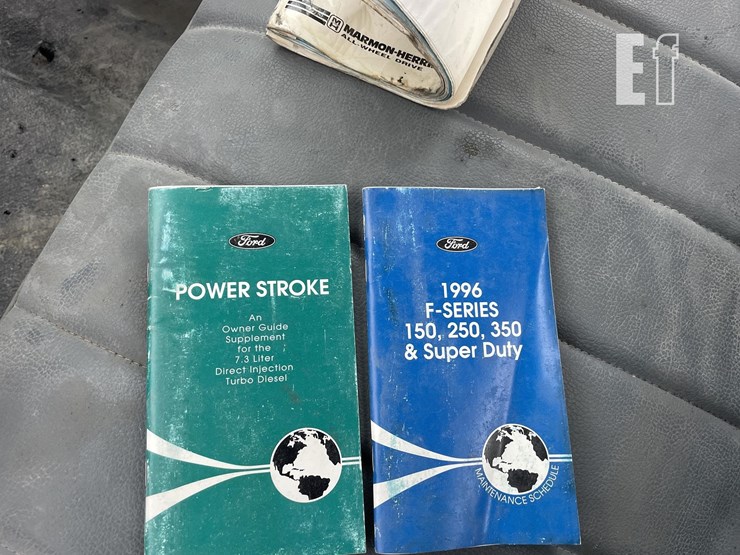 MARMON-HERR
ALL-WHEEL DRIVE
Ef
Ford
POWER STROKE
An
Owner Guide
Supplement
for the
7.3 Liter
Direct Injection
Turbo Diesel
Ford
1996
F-SERIES
150, 250, 350
& Super Duty
MAINTENANCE SCHEDULE